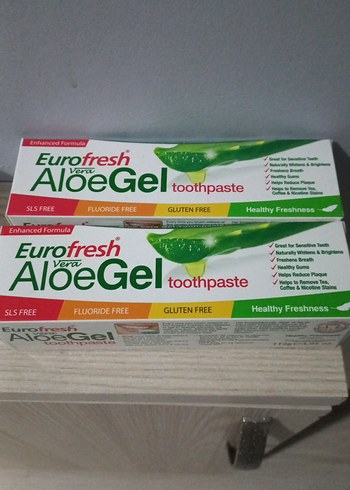 Enhanced Formula
Eurofresh®
Vera
AloeGel toothpaste
Great for Sensitive Teeth
Naturally Whitens & Brightens
Freshens Breath
Healthy Gums
Helps Reduce Plaque
Helps to Remove Tea,
Coffee & Nicotine Stains
SLS FREE
FLUORIDE FREE
GLUTEN FREE
Healthy Freshness
Enhanced Formula
Eurofresh®
Vera
AloeGel toothpaste
Great for Sensitive Teeth
Naturally Whitens & Brightens
Freshens Breath
Healthy Gums
Helps Reduce Plaque
Helps to Remove Tea,
Coffee & Nicotine Stains
SLS FREE
FLUORIDE FREE
GLUTEN FREE
Healthy Freshness
Eurofresh
AloeGel
toothpaste